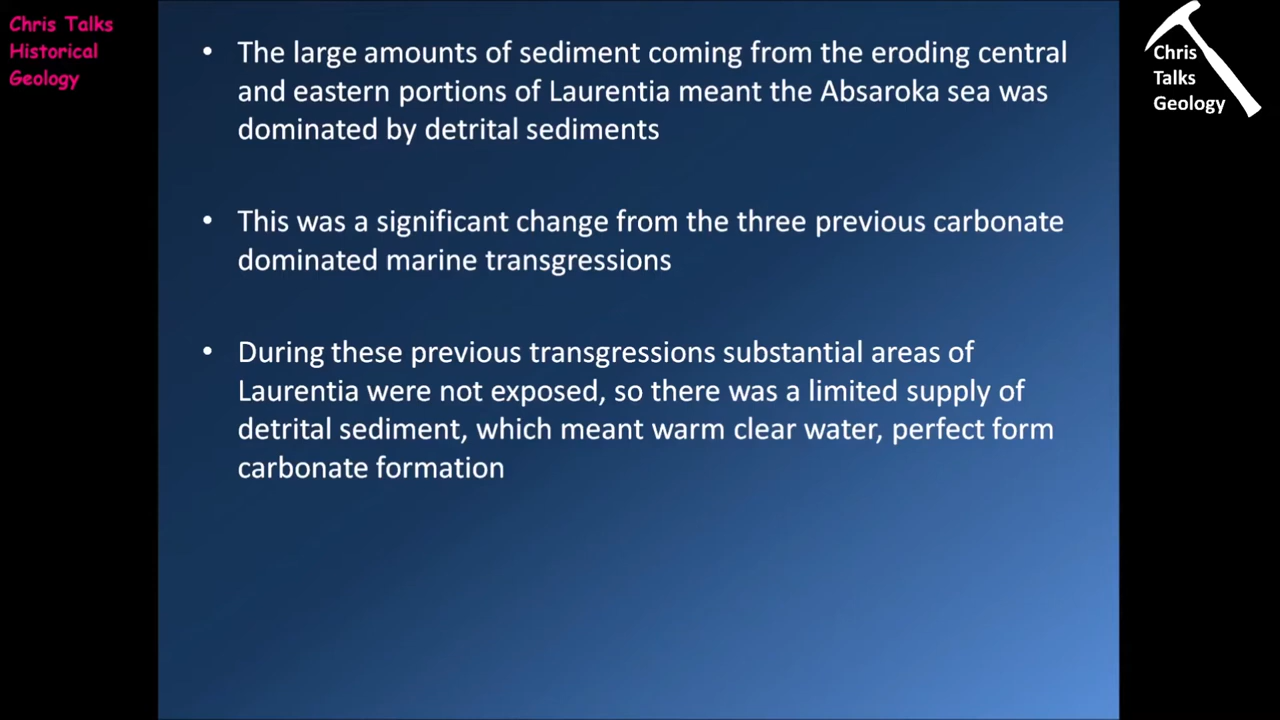 Chris Talks
Historical
Geology
• The large amounts of sediment coming from the eroding central
and eastern portions of Laurentia meant the Absaroka sea was
dominated by detrital sediments
• This was a significant change from the three previous carbonate
dominated marine transgressions
• During these previous transgressions substantial areas of
Laurentia were not exposed, so there was a limited supply of
detrital sediment, which meant warm clear water, perfect form
carbonate formation
Chris
Talks
Geology